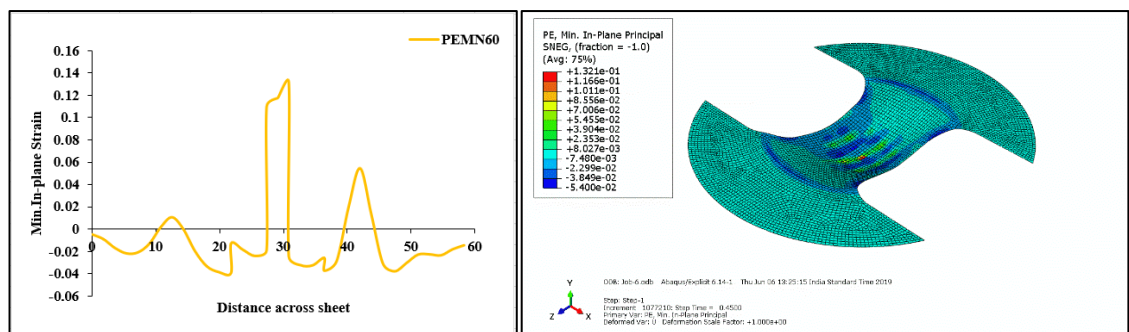 PEMN60
0.16
0.14
0.12
0.10
0.08
0.06
0.04
0.02
0
-0.02
-0.04
-0.06
0 10 20 30 40 50 60
Min.In-plane Strain
Distance across sheet
PE, Min. In-Plane Principal
SNEG, (fraction = -1.0)
(Avg: 75%)
+1.321e-01
+1.166e-01
+1.011e-01
+8.556e-02
+7.006e-02
+5.455e-02
+3.904e-02
+2.353e-02
+8.027e-03
-7.480e-03
-2.299e-02
-3.849e-02
-5.400e-02
Y
Z X
ODB: Job-6.odb Abaqus/Explicit 6.14-1 Thu Jun 06 13:25:15 India Standard Time 2019
Step: Step-1
Increment 1077210: Step Time = 0.4500
Primary Var: PE, Min. In-Plane Principal
Deformed Var: U Deformation Scale Factor: +1.000e+00